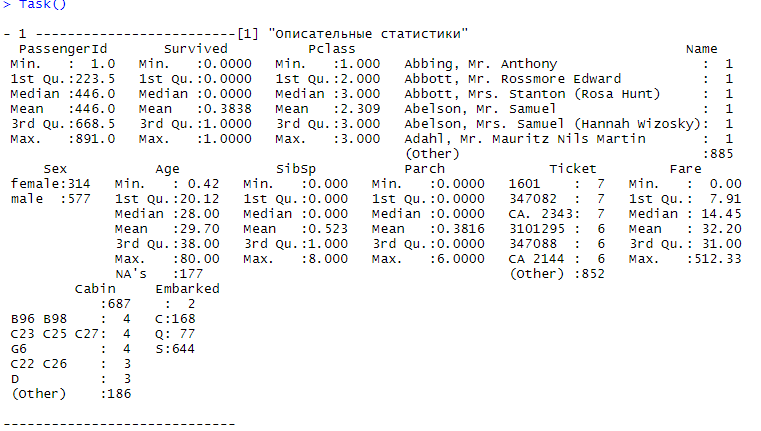 > Task()
- 1 -------------------------[1] "Описательные статистики"
  PassengerId       Survived          Pclass                                             Name    
 Min.   :  1.0   Min.   :0.0000   Min.   :1.000   Abbing, Mr. Anthony                  :  1
 1st Qu.:223.5   1st Qu.:0.0000   1st Qu.:2.000   Abbott, Mr. Rossmore Edward          :  1
 Median :446.0   Median :0.0000   Median :3.000   Abbott, Mrs. Stanton (Rosa Hunt)     :  1
 Mean   :446.0   Mean   :0.3838   Mean   :2.309   Abelson, Mr. Samuel                  :  1
 3rd Qu.:668.5   3rd Qu.:1.0000   3rd Qu.:3.000   Abelson, Mrs. Samuel (Hannah Wizosky):  1
 Max.   :891.0   Max.   :1.0000   Max.   :3.000   Adahl, Mr. Mauritz Nils Martin       :  1
                                                  (Other)                              :885
     Sex           Age            SibSp           Parch            Ticket         Fare
 female:314   Min.   : 0.42   Min.   :0.000   Min.   :0.0000   1601    :  7   Min.   :  0.00
 male  :577   1st Qu.:20.12   1st Qu.:0.000   1st Qu.:0.0000   347082  :  7   1st Qu.:  7.91
              Median :28.00   Median :0.000   Median :0.0000   CA. 2343:  7   Median : 14.45
              Mean   :29.70   Mean   :0.523   Mean   :0.3816   3101295 :  6   Mean   : 32.20
              3rd Qu.:38.00   3rd Qu.:1.000   3rd Qu.:0.0000   347088  :  6   3rd Qu.: 31.00
              Max.   :80.00   Max.   :8.000   Max.   :6.0000   CA 2144 :  6   Max.   :512.33
              NA's   :177                                      (Other) :852
         Cabin     Embarked
            :687    :  2
 B96 B98    :  4   C:168
 C23 C25 C27:  4   Q: 77
 G6         :  4   S:644
 C22 C26    :  3
 D          :  3
 (Other)    :186
-----------------------------